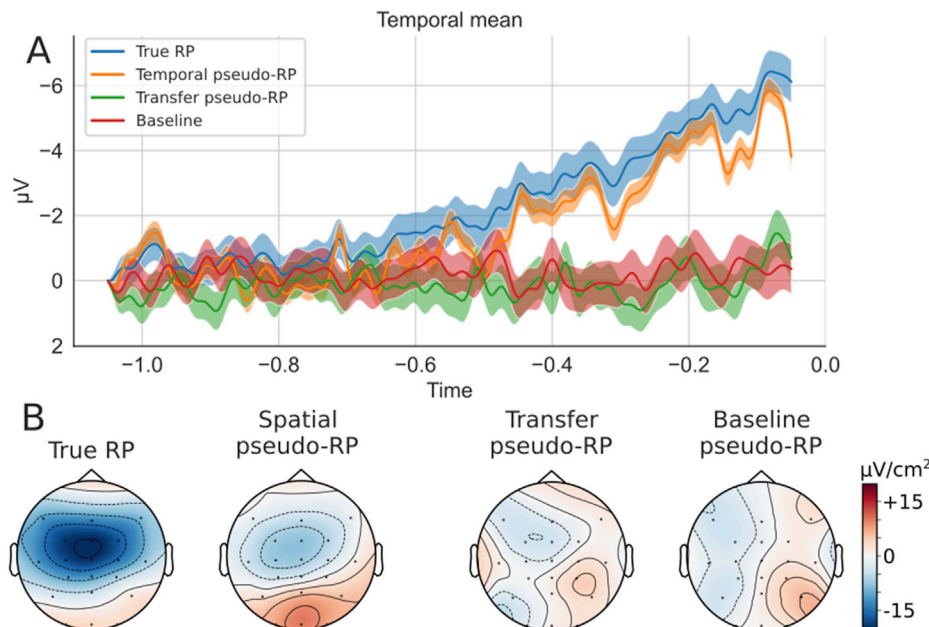 Temporal mean
A
True RP
Temporal pseudo-RP
Transfer pseudo-RP
Baseline
−6
−4
−2
0
2
µV
−1.0 −0.8 −0.6 −0.4 −0.2 0.0
Time
B
True RP
Spatial
pseudo-RP
Transfer
pseudo-RP
Baseline
pseudo-RP
µV/cm²
+15
0
-15